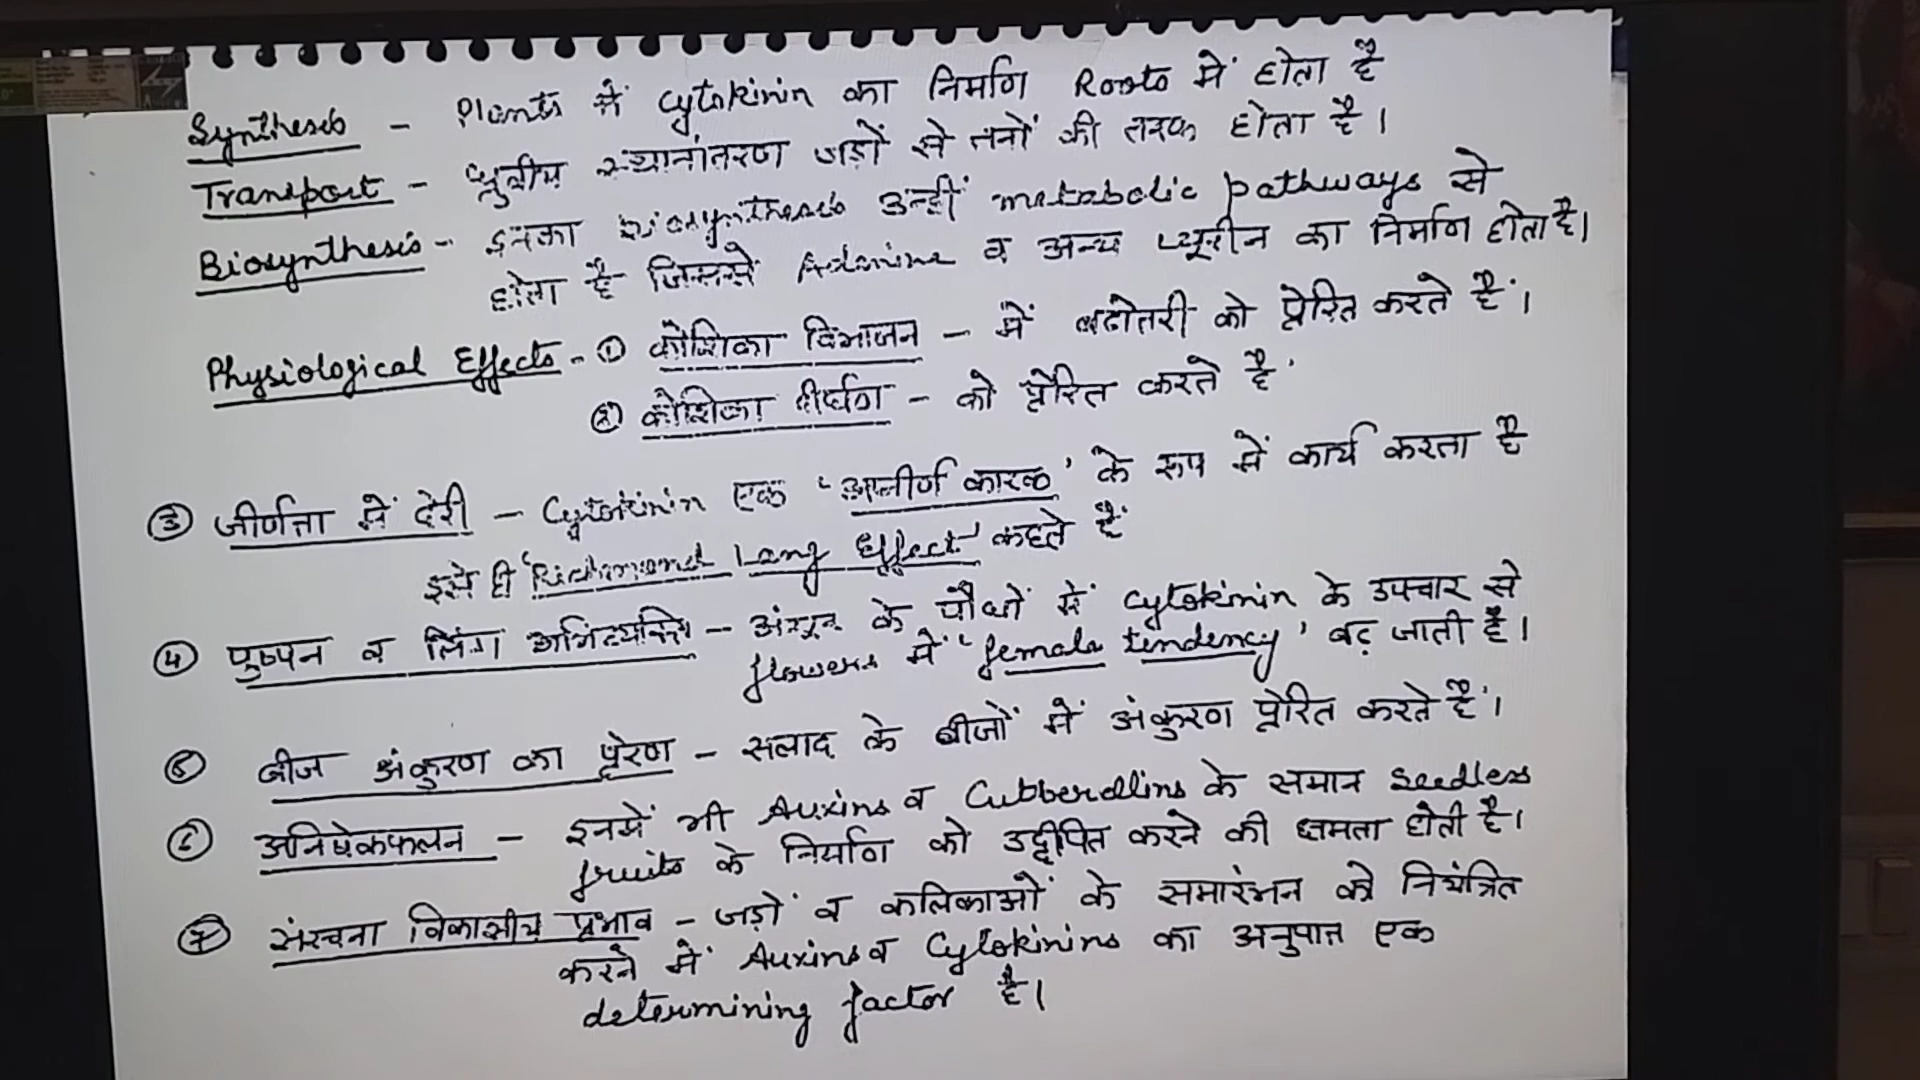 Synthesis - Plants में Cytokinin का निर्माण Roots में होता है
Transport - ध्रुवीय स्थानांतरण जड़ों से तनों की तरफ होता है।
Biosynthesis - इनका biosynthesis उन्हीं metabolic pathways से
होता है जिससे Adenine व अन्य प्यूरीन का निर्माण होता है।
Physiological Effects - ① कोशिका विभाजन - में बढोतरी को प्रेरित करते है।
② कोशिका दीर्घण - को प्रेरित करते है
③ जीर्णता में देरी - Cytokinin एक 'अजीर्ण कारक' के रूप में कार्य करता है
इसे ही 'Richmond Lang Effect' कहते है
④ पुष्पन व लिंग अभिव्यक्ति - अंगूर के पौधों में Cytokinin के उपचार से
flowers में 'female tendency' बढ़ जाती है।
⑤ बीज अंकुरण का प्रेरण - सलाद के बीजों में अंकुरण प्रेरित करते है।
⑥ अनिषेकफलन - इनमें भी Auxins व Gibberellins के समान seedless
fruits के निर्माण को उद्दीपित करने की क्षमता होती है।
⑦ संरचना विकासीय प्रभाव - जड़ों व कलिकाओं के समारंभन को नियंत्रित
करने में Auxins व Cytokinins का अनुपात एक
determining factor है।